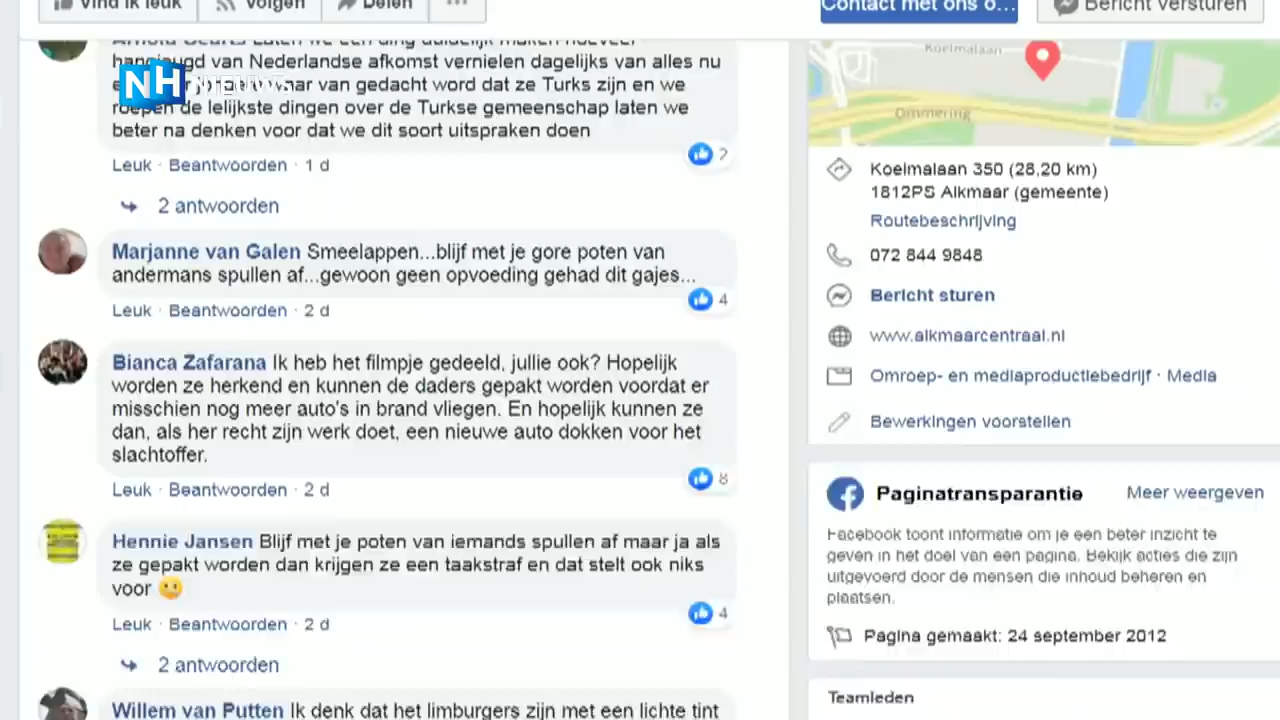 Vind ik leuk
Volgen
Delen
Contact met ons o...
Bericht versturen
Laten we een ding duidelijk maken hoeveel
hangjeugd van Nederlandse afkomst vernielen dagelijks van alles nu
maar van gedacht word dat ze Turks zijn en we
roepen de lelijkste dingen over de Turkse gemeenschap laten we
beter na denken voor dat we dit soort uitspraken doen
NH NIEUWS
2
Leuk · Beantwoorden · 1 d
2 antwoorden
Marjanne van Galen Smeelappen...blijf met je gore poten van
andermans spullen af...gewoon geen opvoeding gehad dit gajes...
4
Leuk · Beantwoorden · 2 d
Bianca Zafarana Ik heb het filmpje gedeeld, jullie ook? Hopelijk
worden ze herkend en kunnen de daders gepakt worden voordat er
misschien nog meer auto's in brand vliegen. En hopelijk kunnen ze
dan, als her recht zijn werk doet, een nieuwe auto dokken voor het
slachtoffer.
8
Leuk · Beantwoorden · 2 d
Hennie Jansen Blijf met je poten van iemands spullen af maar ja als
ze gepakt worden dan krijgen ze een taakstraf en dat stelt ook niks
voor 🤐
4
Leuk · Beantwoorden · 2 d
2 antwoorden
Willem van Putten Ik denk dat het limburgers zijn met een lichte tint
Koelmalaan
Ommering
Koelmalaan 350 (28,20 km)
1812PS Alkmaar (gemeente)
Routebeschrijving
072 844 9848
Bericht sturen
www.alkmaarcentraal.nl
Omroep- en mediaproductiebedrijf · Media
Bewerkingen voorstellen
Paginatransparantie
Meer weergeven
Facebook toont informatie om je een beter inzicht te
geven in het doel van een pagina. Bekijk acties die zijn
uitgevoerd door de mensen die inhoud beheren en
plaatsen.
Pagina gemaakt: 24 september 2012
Teamleden